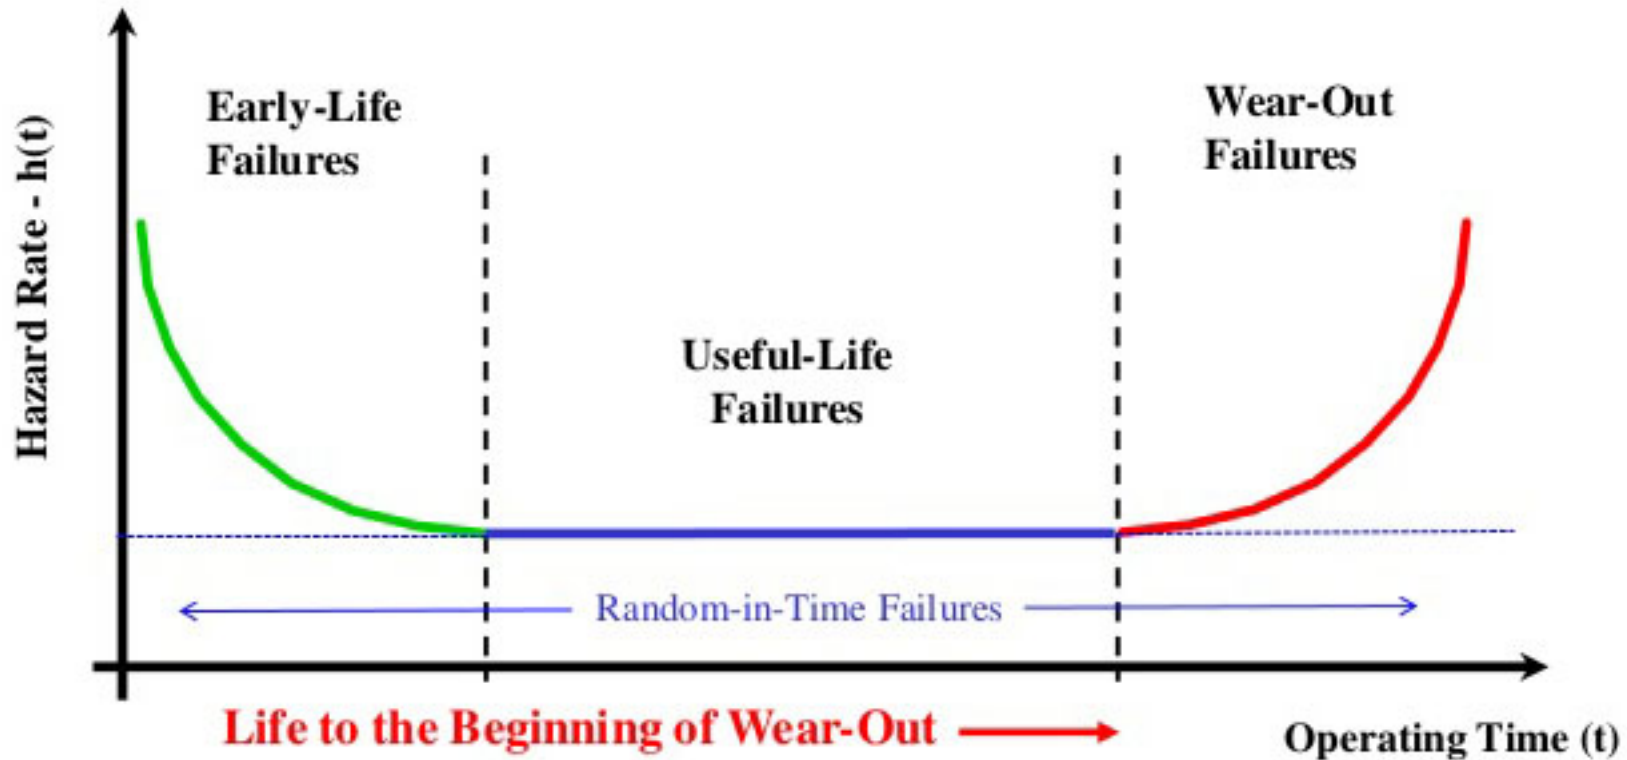 Hazard Rate - h(t)
Early-Life
Failures
Wear-Out
Failures
Useful-Life
Failures
Random-in-Time Failures
Life to the Beginning of Wear-Out
Operating Time (t)